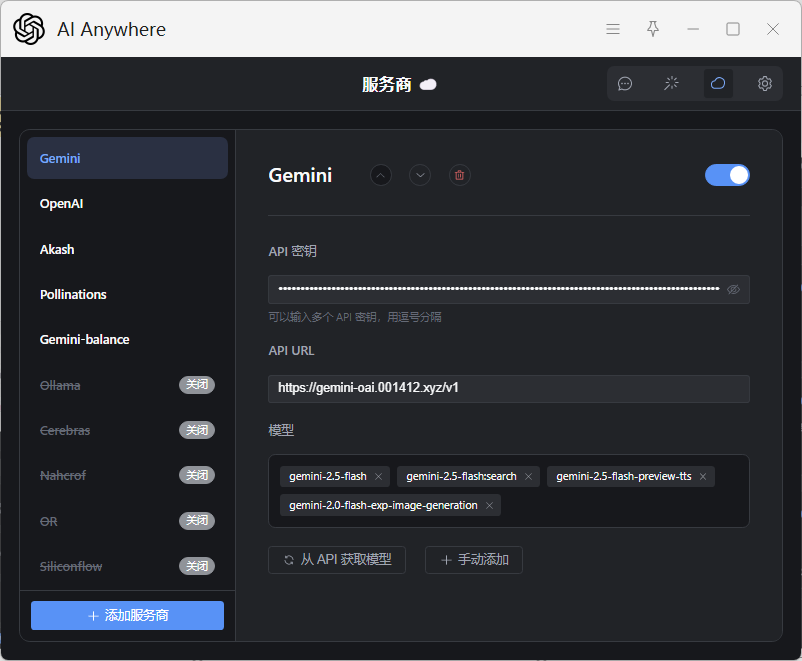 AI Anywhere
服务商
Gemini
OpenAI
Akash
Pollinations
Gemini-balance
Ollama 关闭
Cerebras 关闭
Nahcrof 关闭
OR 关闭
Siliconflow 关闭
添加服务商
Gemini
API 密钥
可以输入多个 API 密钥，用逗号分隔
API URL
https://gemini-oai.001412.xyz/v1
模型
gemini-2.5-flash gemini-2.5-flash:search gemini-2.5-flash-preview-tts
gemini-2.0-flash-exp-image-generation
从 API 获取模型 手动添加